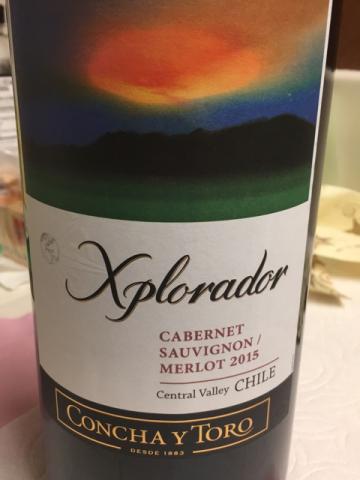 Xplorador
CABERNET
SAUVIGNON /
MERLOT 2015
Central Valley CHILE
CONCHA Y TORO
DESDE 1883